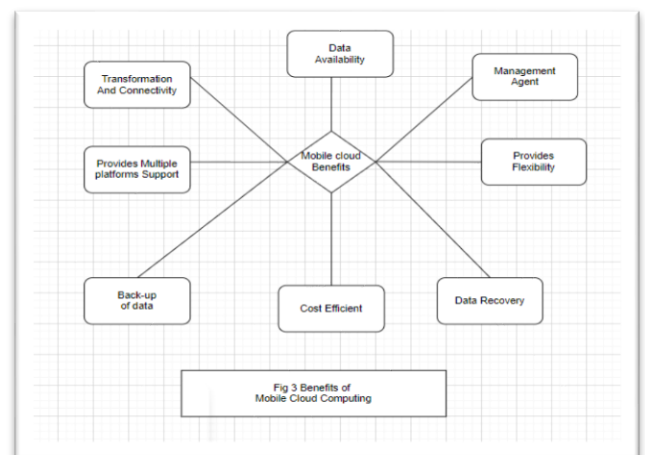 Data
Availability
Transformation
And Connectivity
Management
Agent
Mobile cloud
Benefits
Provides Multiple
platforms Support
Provides
Flexibility
Back-up
of data
Cost Efficient
Data Recovery
Fig 3 Benefits of
Mobile Cloud Computing